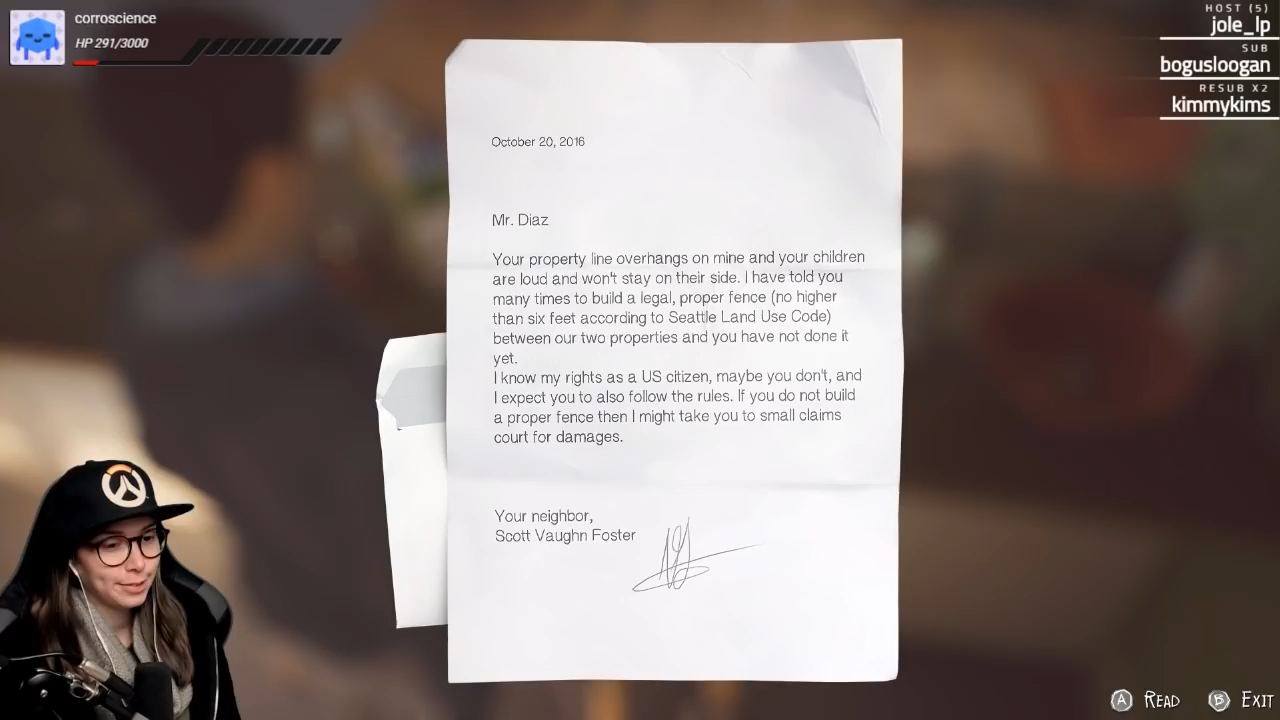 corroscience
HP 291/3000
HOST (5)
jole_lp
SUB
bogusloogan
RESUB X2
kimmykims
October 20, 2016
Mr. Diaz
Your property line overhangs on mine and your children
are loud and won't stay on their side. I have told you
many times to build a legal, proper fence (no higher
than six feet according to Seattle Land Use Code)
between our two properties and you have not done it
yet.
I know my rights as a US citizen, maybe you don't, and
I expect you to also follow the rules. If you do not build
a proper fence then I might take you to small claims
court for damages.
Your neighbor,
Scott Vaughn Foster
A READ
B EXIT